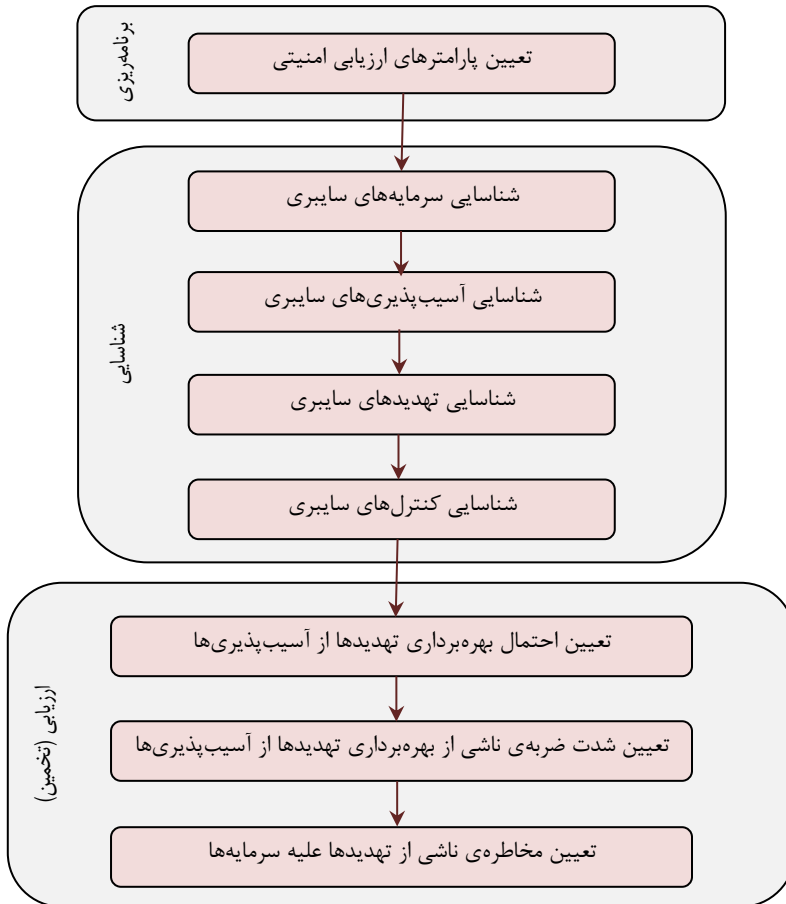 برنامه‌ریزی
تعیین پارامترهای ارزیابی امنیتی
شناسایی
شناسایی سرمایه‌های سایبری
شناسایی آسیب‌پذیری‌های سایبری
شناسایی تهدیدهای سایبری
شناسایی کنترل‌های سایبری
ارزیابی (تخمین)
تعیین احتمال بهره‌برداری تهدیدها از آسیب‌پذیری‌ها
تعیین شدت ضربه‌ی ناشی از بهره‌برداری تهدیدها از آسیب‌پذیری‌ها
تعیین مخاطره‌ی ناشی از تهدیدها علیه سرمایه‌ها